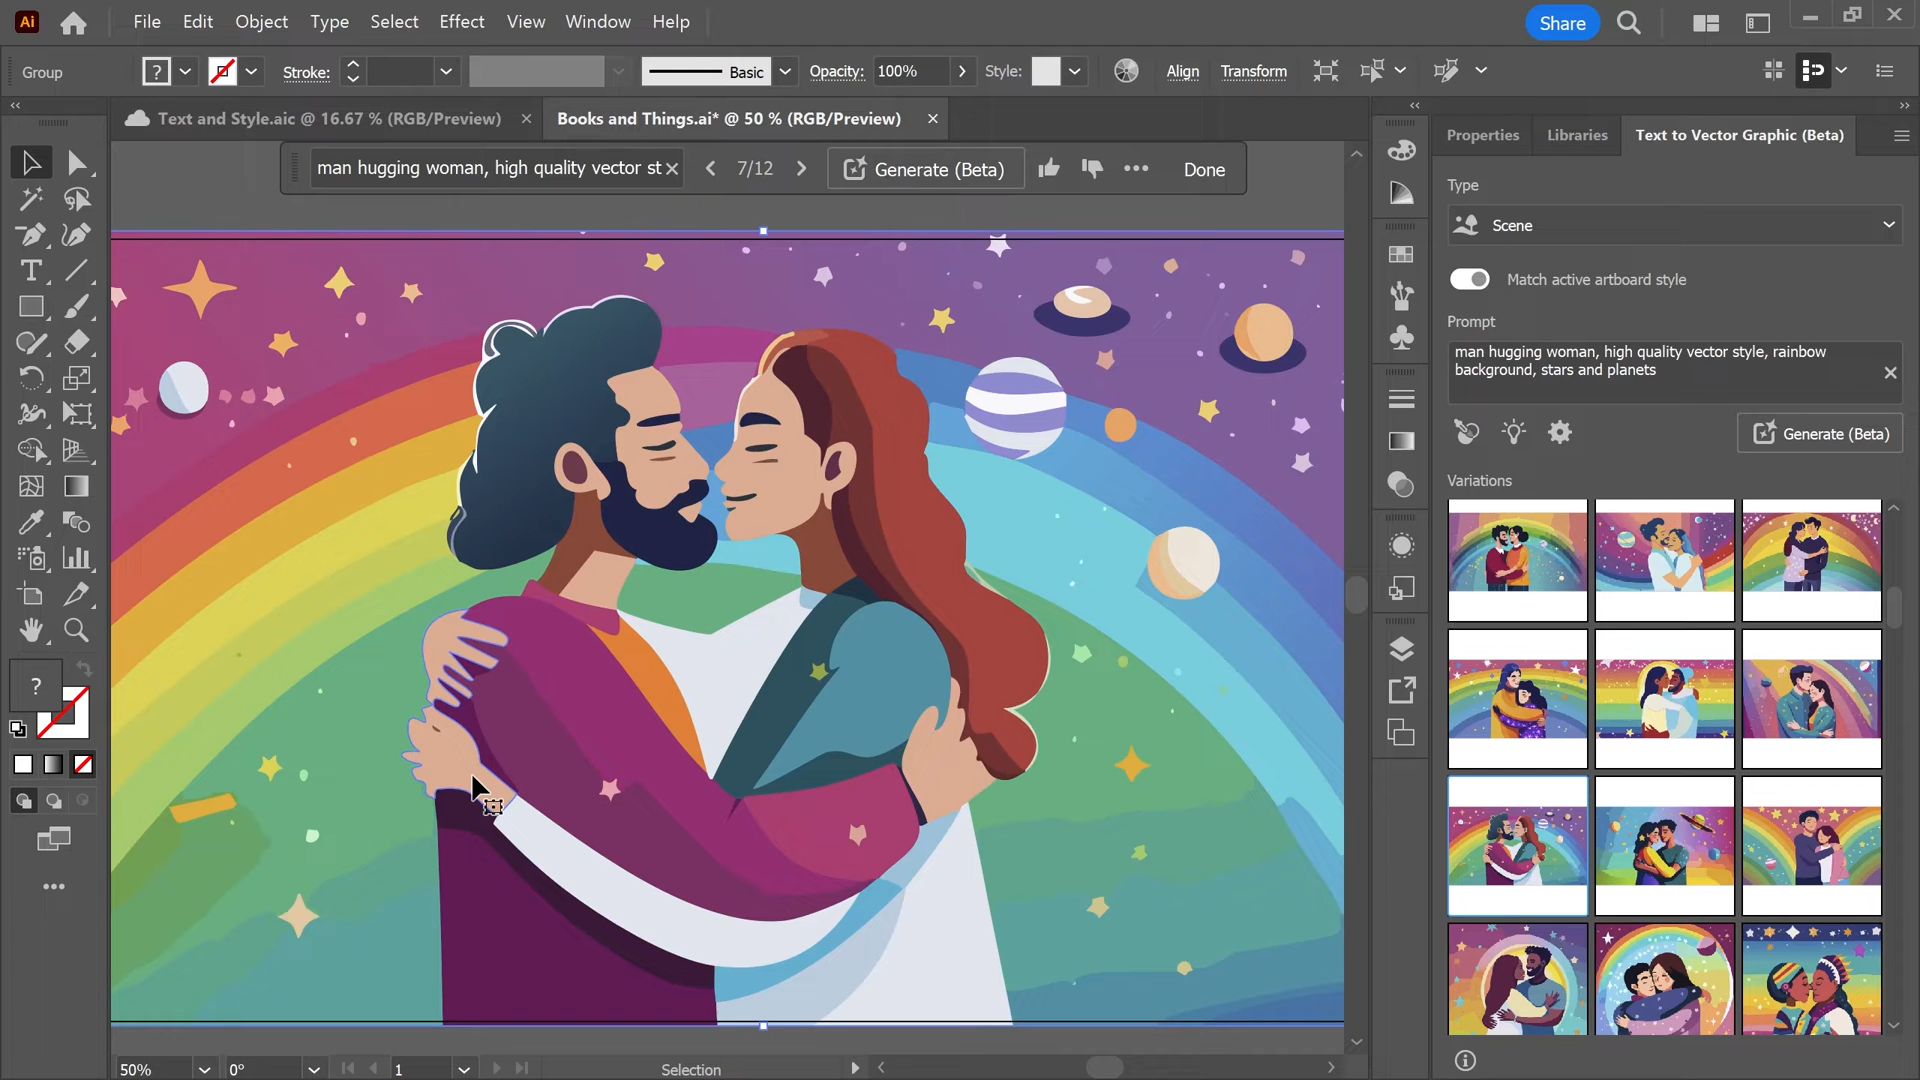 Ai File Edit Object Type Select Effect View Window Help Share
Group ? Stroke: Basic Opacity: 100% Style: Align Transform
Text and Style.aic @ 16.67 % (RGB/Preview) Books and Things.ai* @ 50 % (RGB/Preview)
man hugging woman, high quality vector st 7/12 Generate (Beta) Done
Properties Libraries Text to Vector Graphic (Beta)
Type
Scene
Match active artboard style
Prompt
man hugging woman, high quality vector style, rainbow
background, stars and planets
Generate (Beta)
Variations
?
50% 0° 1 Selection